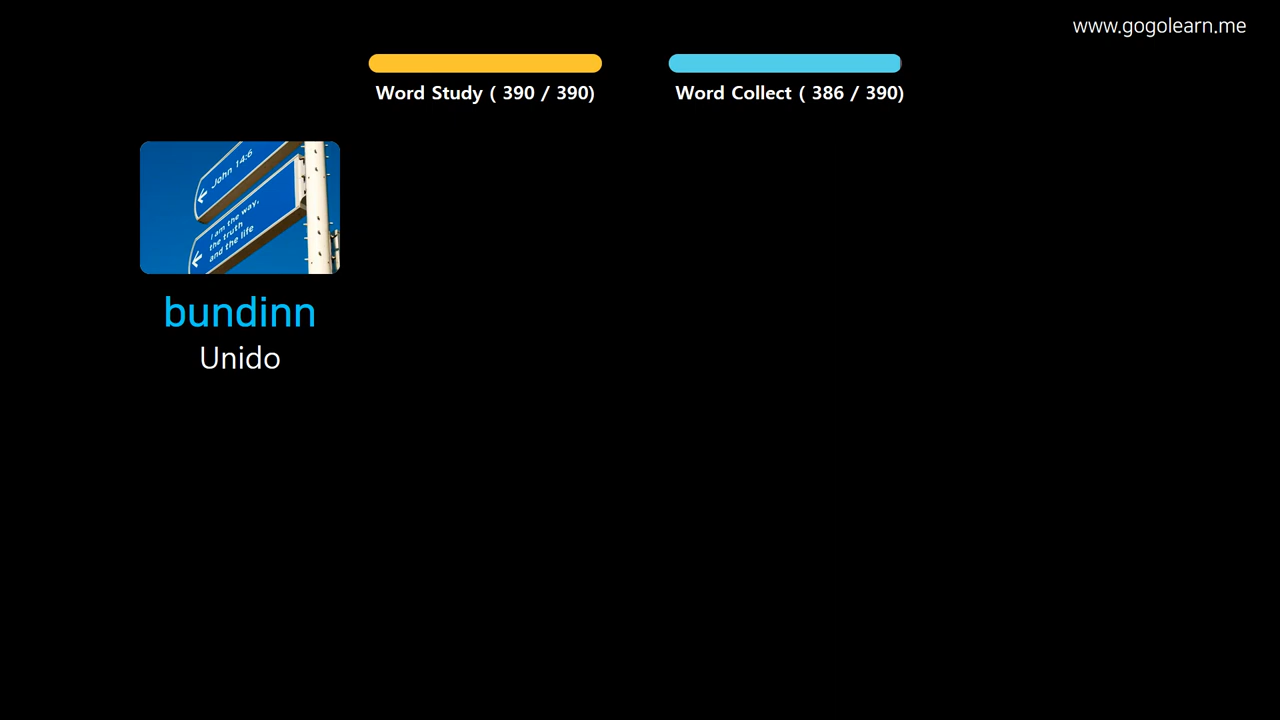 www.gogolearn.me
Word Study ( 390 / 390)
Word Collect ( 386 / 390)
John 14:6
I am the way,
the truth
and the life
bundinn
Unido